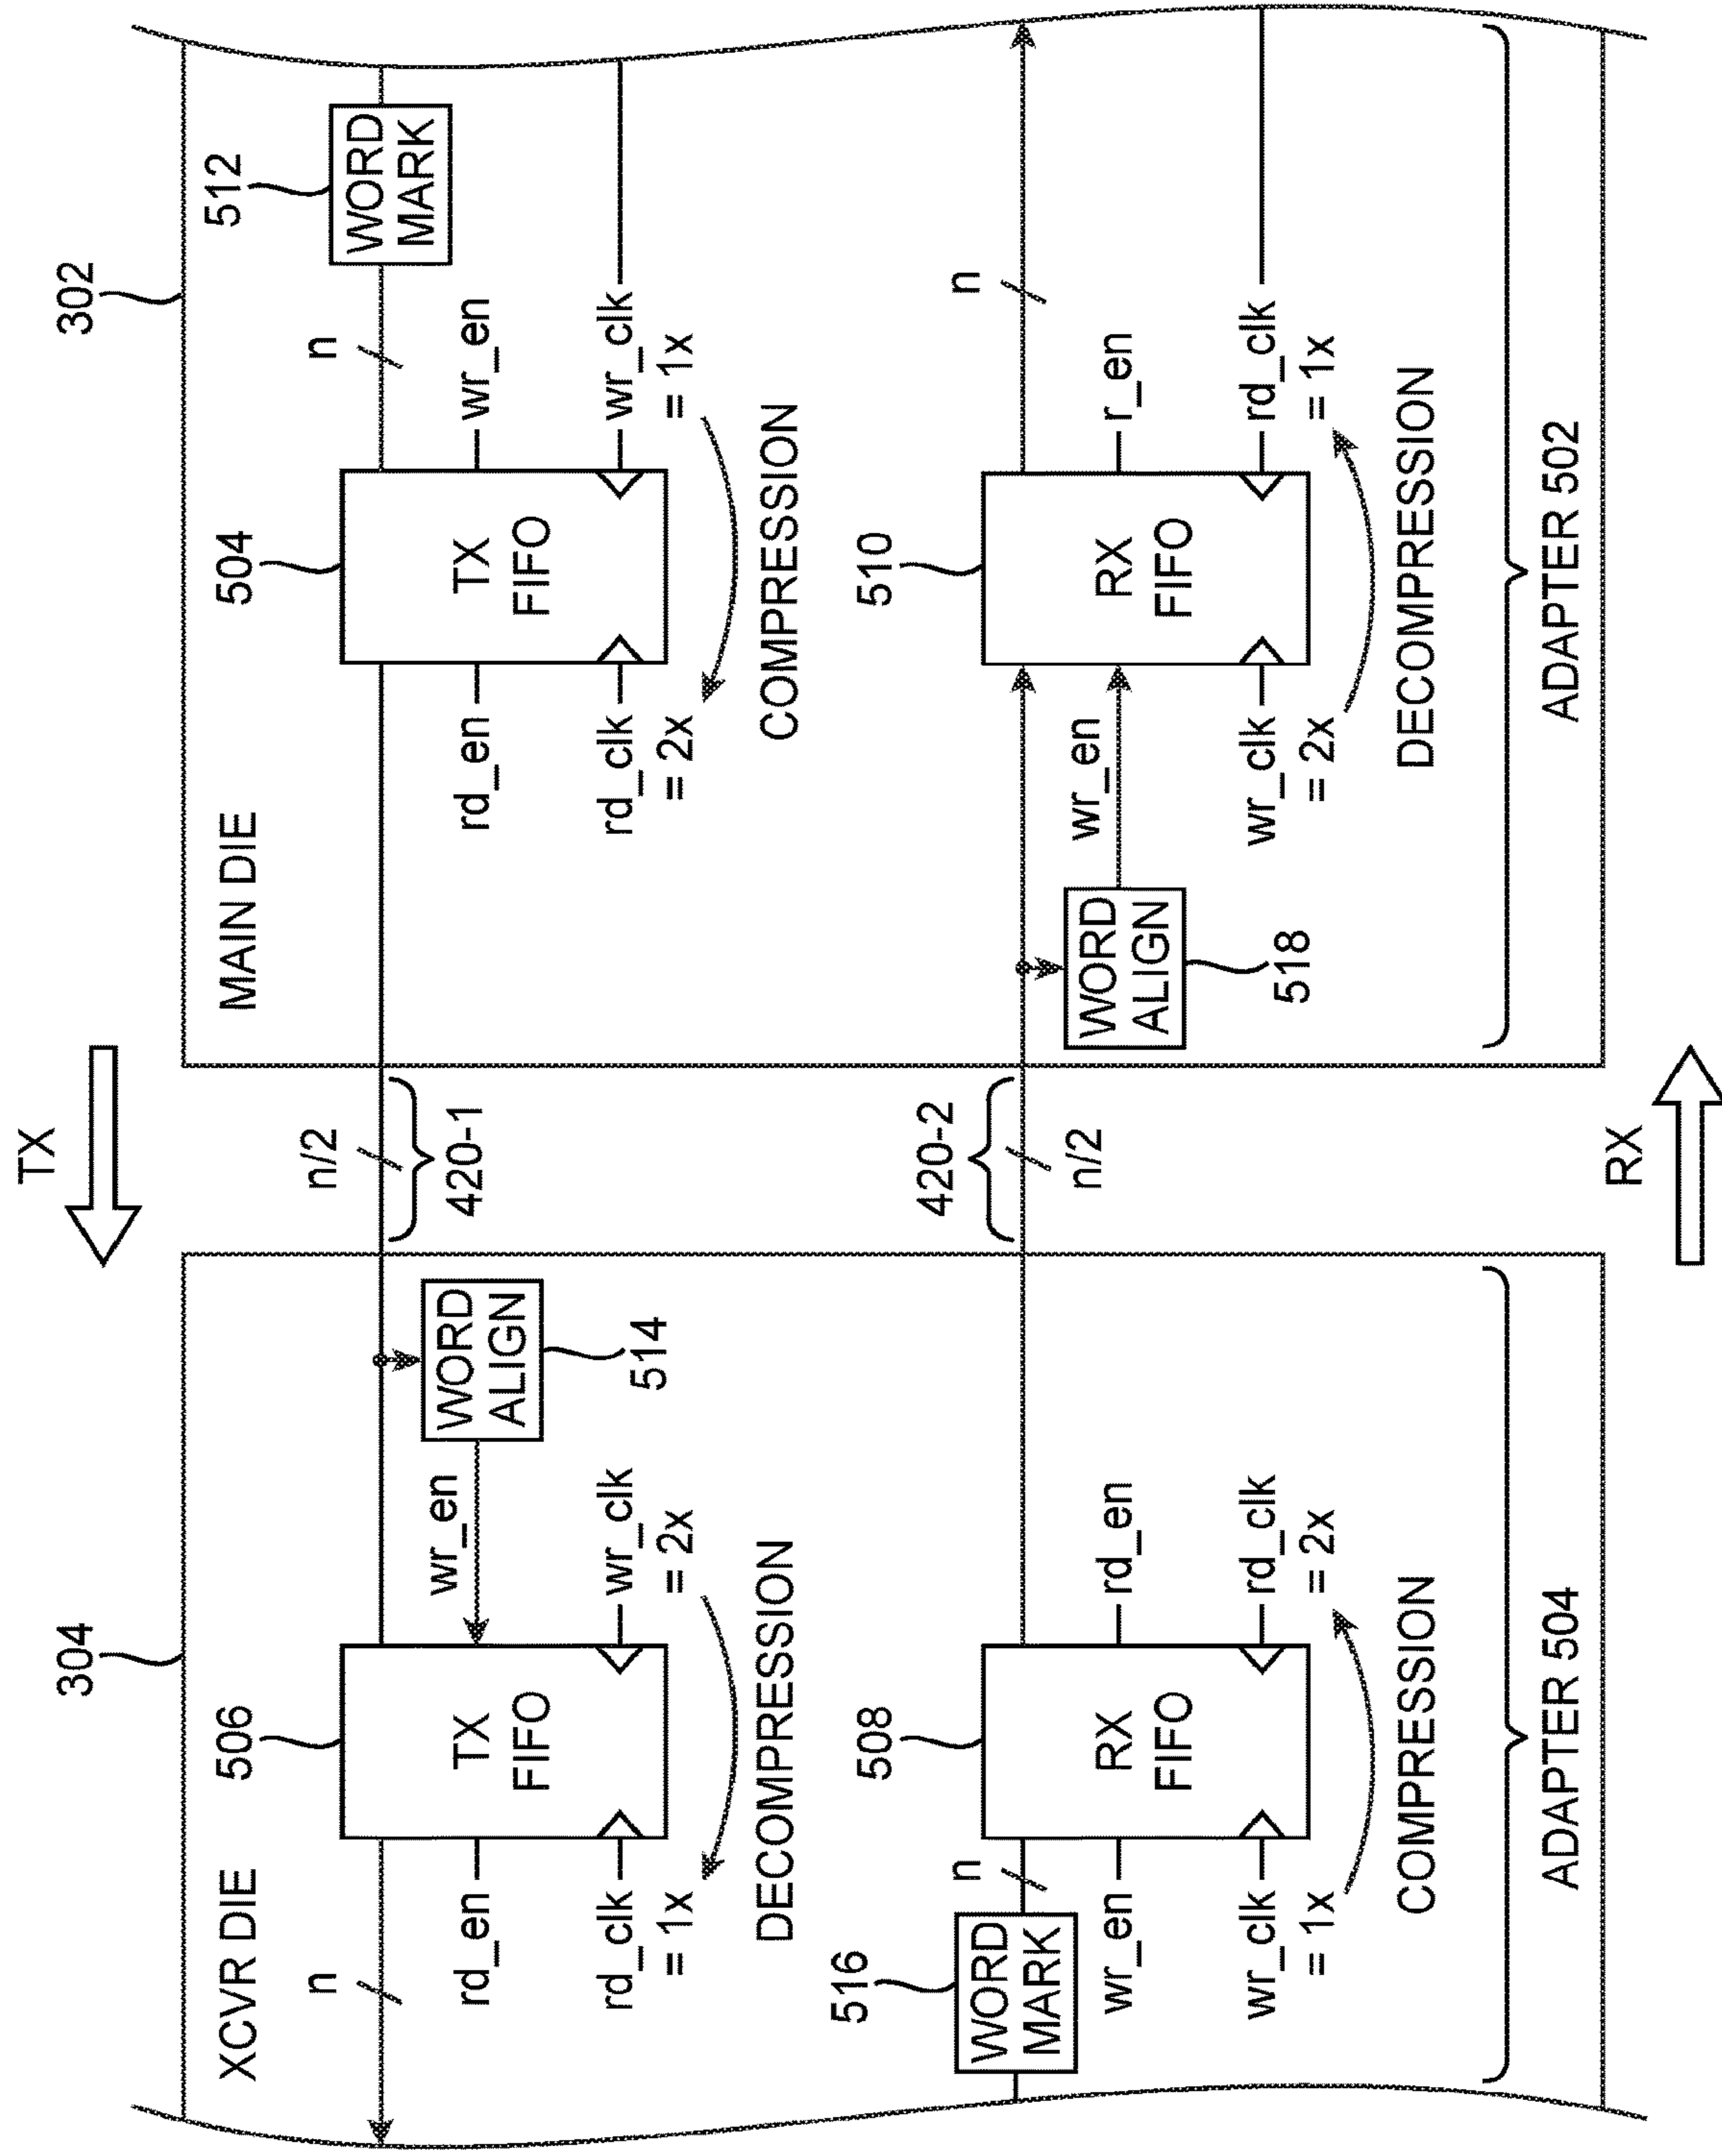 TX
304
302
XCVR DIE
MAIN DIE
506
504
512
n
TX
FIFO
wr_en
WORD
ALIGN
514
n/2
420-1
TX
FIFO
n
WORD
MARK
rd_en
rd_clk
= 1x
wr_clk
= 2x
DECOMPRESSION
rd_en
rd_clk
= 2x
wr_en
wr_clk
= 1x
COMPRESSION
516
508
420-2
510
WORD
MARK
n
RX
FIFO
n/2
WORD
ALIGN
518
wr_en
RX
FIFO
n
wr_en
wr_clk
= 1x
rd_en
rd_clk
= 2x
COMPRESSION
wr_clk
= 2x
r_en
rd_clk
= 1x
DECOMPRESSION
ADAPTER 504
ADAPTER 502
RX